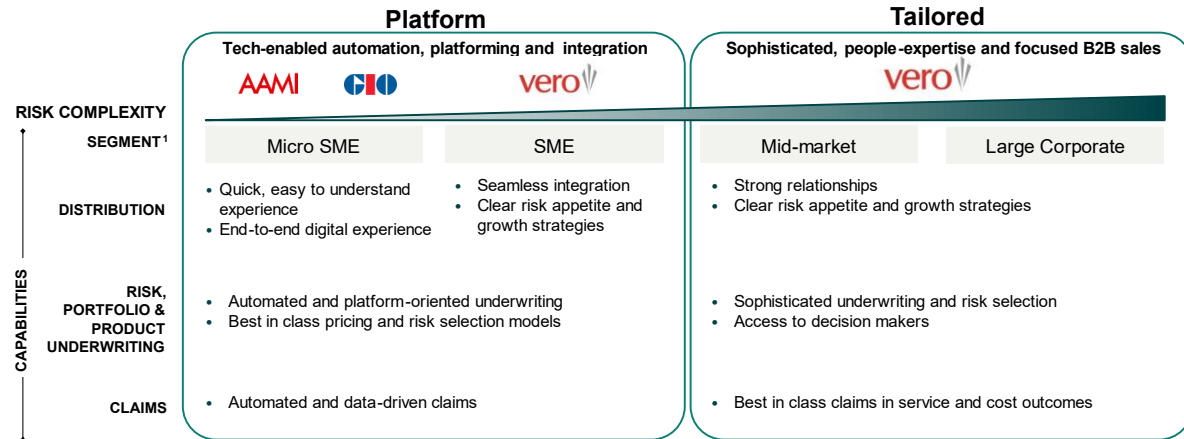 Platform
Tailored
Tech-enabled automation, platforming and integration
Sophisticated, people-expertise and focused B2B sales
AAMI
GIO
vero
vero
RISK COMPLEXITY
SEGMENT¹
Micro SME
SME
Mid-market
Large Corporate
CAPABILITIES
DISTRIBUTION
• Quick, easy to understand
experience
• End-to-end digital experience
• Seamless integration
• Clear risk appetite and
growth strategies
• Strong relationships
• Clear risk appetite and growth strategies
RISK,
PORTFOLIO &
PRODUCT
UNDERWRITING
• Automated and platform-oriented underwriting
• Best in class pricing and risk selection models
• Sophisticated underwriting and risk selection
• Access to decision makers
CLAIMS
• Automated and data-driven claims
• Best in class claims in service and cost outcomes